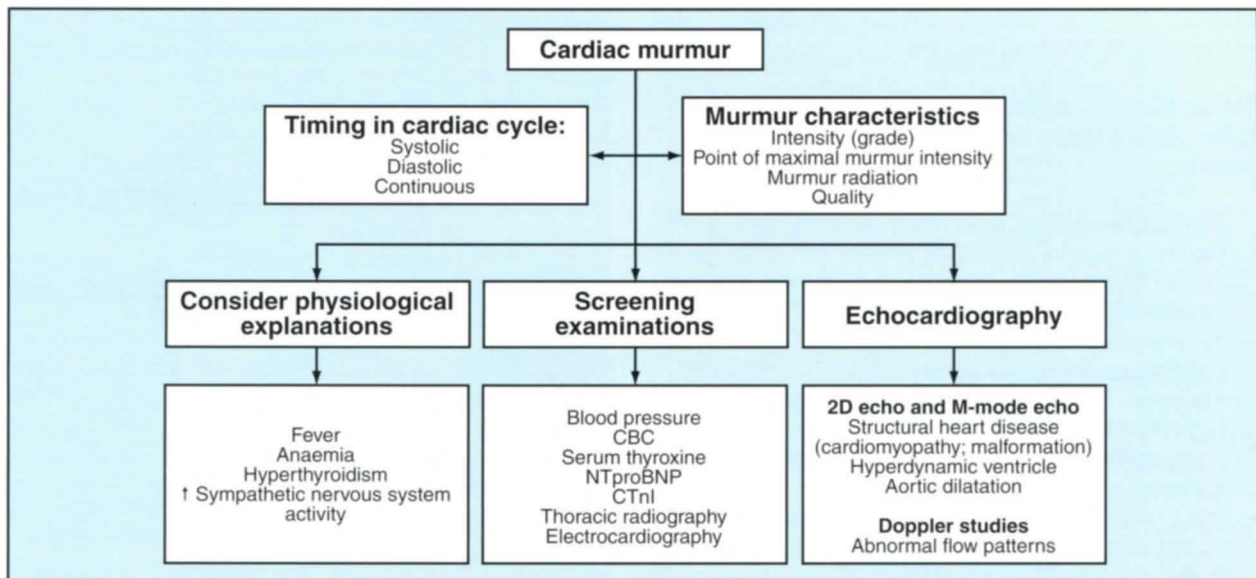 Cardiac murmur
Timing in cardiac cycle:
Systolic
Diastolic
Continuous
Murmur characteristics
Intensity (grade)
Point of maximal murmur intensity
Murmur radiation
Quality
Consider physiological
explanations
Screening
examinations
Echocardiography
Fever
Anaemia
Hyperthyroidism
↑ Sympathetic nervous system
activity
Blood pressure
CBC
Serum thyroxine
NTproBNP
CTnI
Thoracic radiography
Electrocardiography
2D echo and M-mode echo
Structural heart disease
(cardiomyopathy; malformation)
Hyperdynamic ventricle
Aortic dilatation
Doppler studies
Abnormal flow patterns